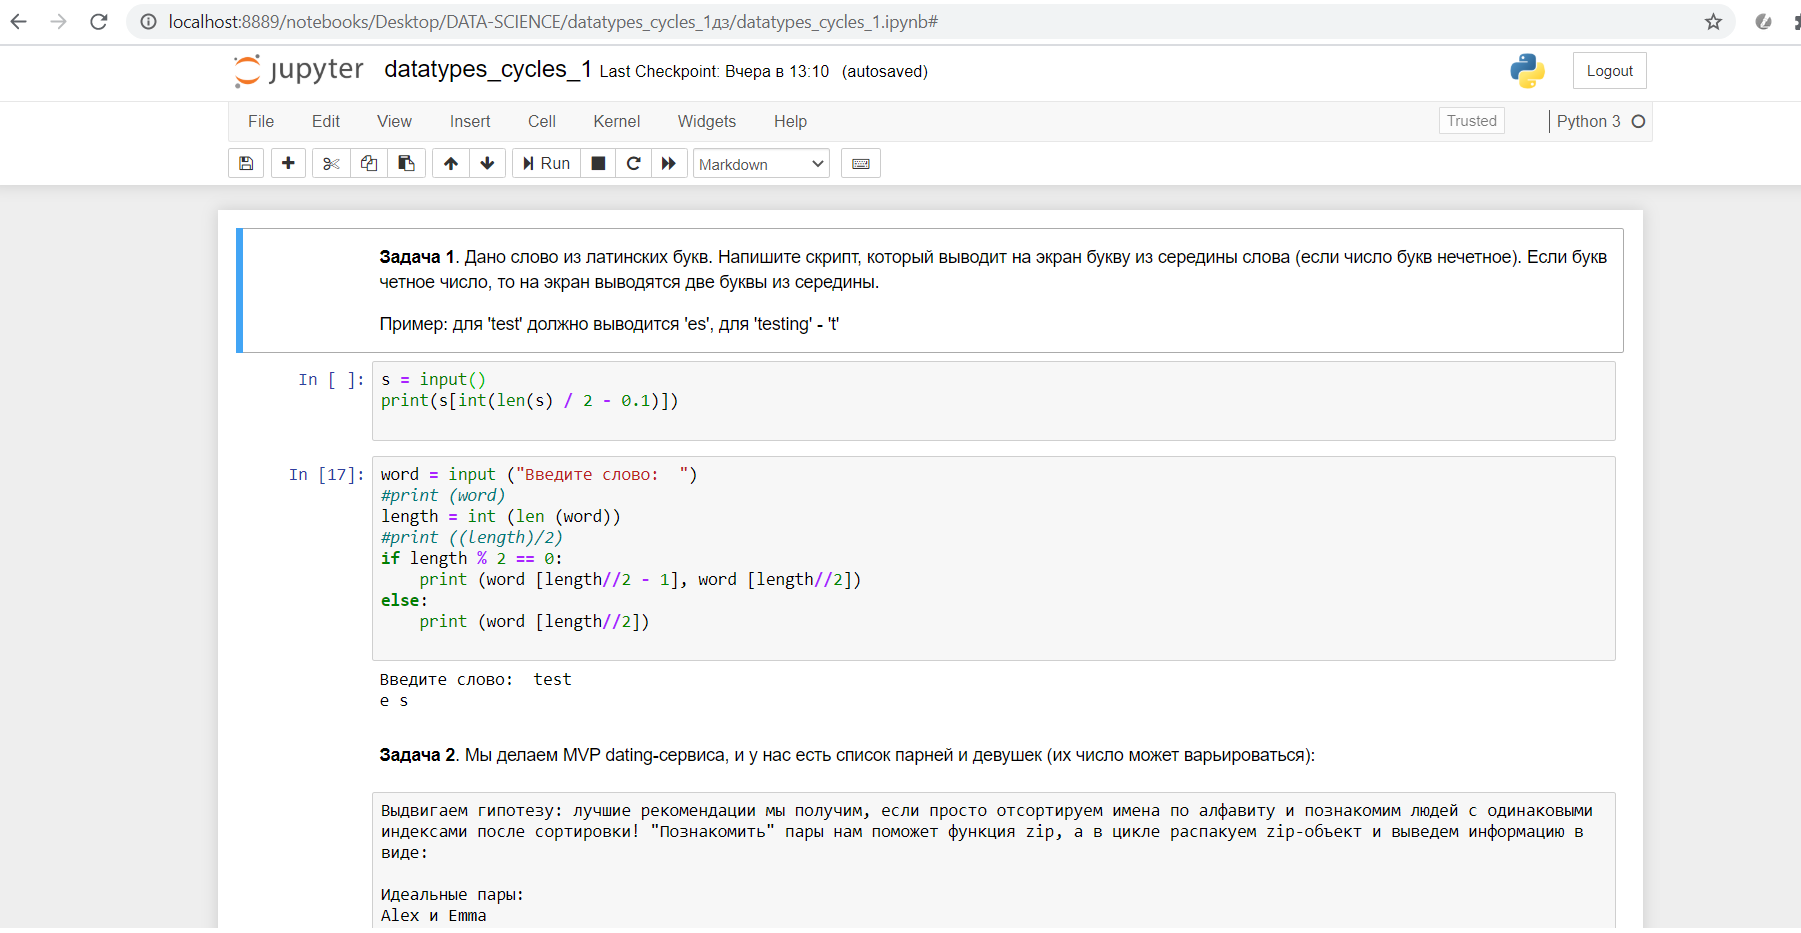 localhost:8889/notebooks/Desktop/DATA-SCIENCE/datatypes_cycles_1дз/datatypes_cycles_1.ipynb#
jupyter datatypes_cycles_1 Last Checkpoint: Вчера в 13:10 (autosaved)
Logout
File Edit View Insert Cell Kernel Widgets Help
Trusted
Python 3
Run
Markdown
Задача 1. Дано слово из латинских букв. Напишите скрипт, который выводит на экран букву из середины слова (если число букв нечетное). Если букв
четное число, то на экран выводятся две буквы из середины.
Пример: для 'test' должно выводится 'es', для 'testing' - 't'
In [ ]:
s = input()
print(s[int(len(s) / 2 - 0.1)])
In [17]:
word = input ("Введите слово:  ")
#print (word)
length = int (len (word))
#print ((length)/2)
if length % 2 == 0:
    print (word [length//2 - 1], word [length//2])
else:
    print (word [length//2])
Введите слово:  test
e s
Задача 2. Мы делаем MVP dating-сервиса, и у нас есть список парней и девушек (их число может варьироваться):
Выдвигаем гипотезу: лучшие рекомендации мы получим, если просто отсортируем имена по алфавиту и познакомим людей с одинаковыми
индексами после сортировки! "Познакомить" пары нам поможет функция zip, а в цикле распакуем zip-объект и выведем информацию в
виде:
Идеальные пары:
Alex и Emma